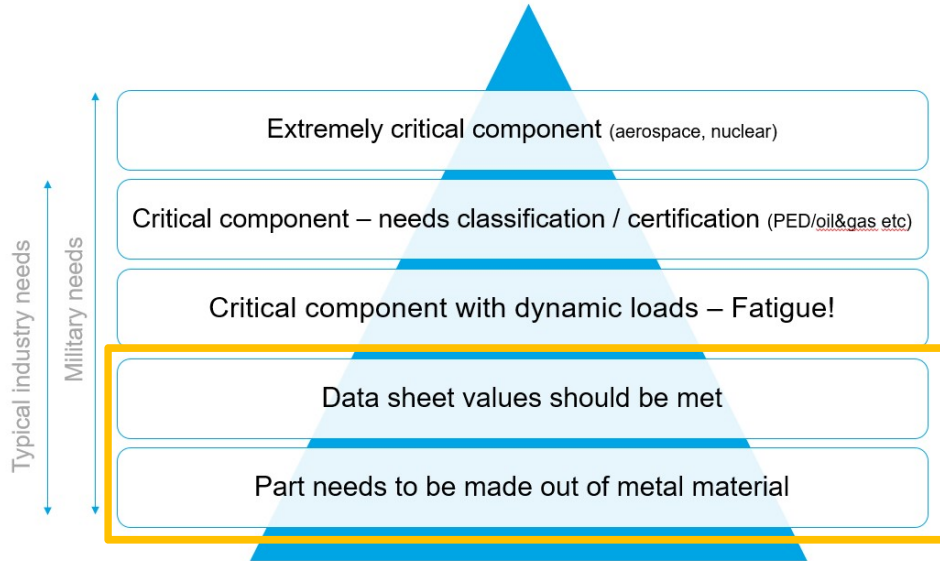 Extremely critical component (aerospace, nuclear)
Critical component – needs classification / certification (PED/oil&gas etc)
Critical component with dynamic loads – Fatigue!
Data sheet values should be met
Part needs to be made out of metal material
Typical industry needs
Military needs